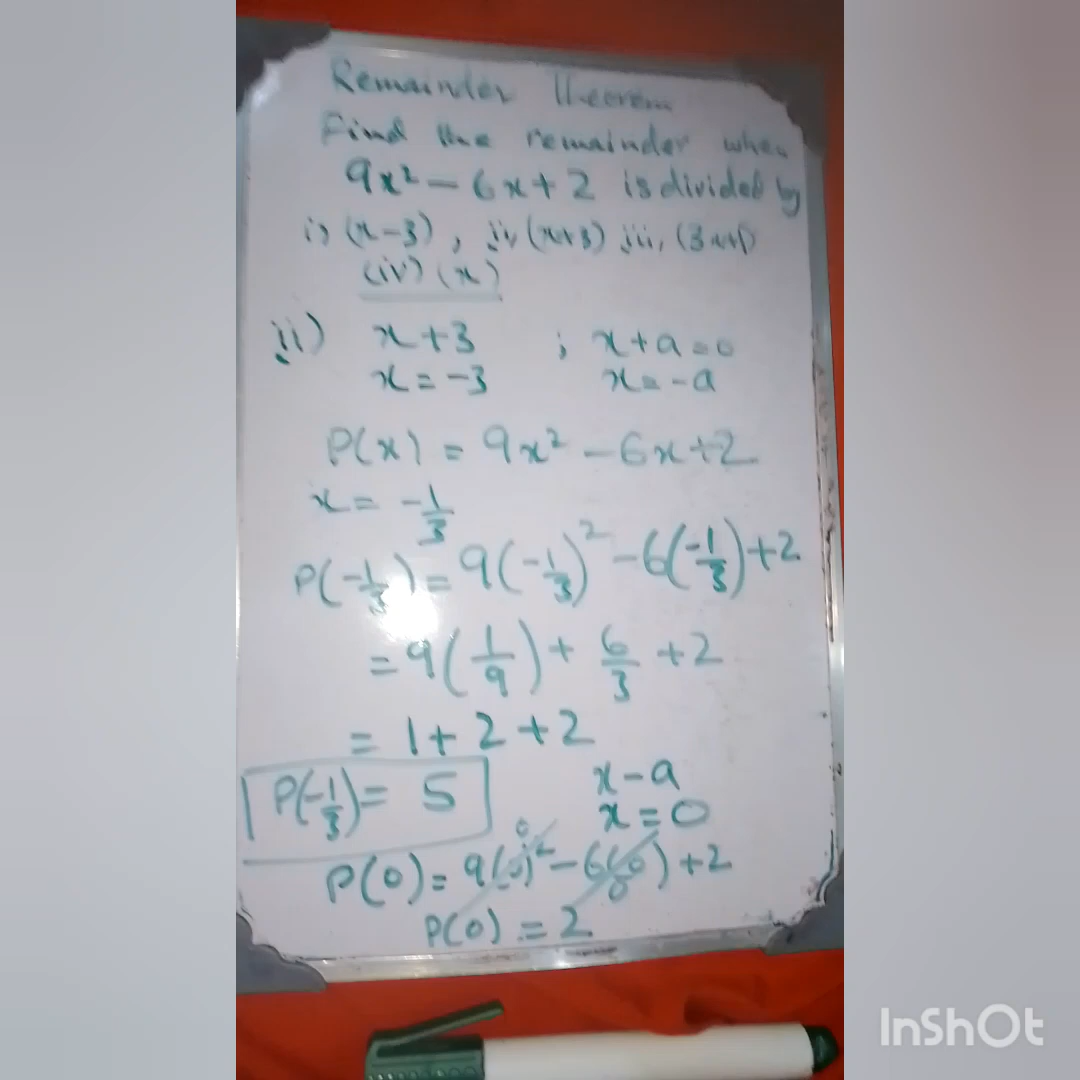 Remainder Theorem
Find the remainder when
9x² - 6x + 2 is divided by
i, (x-3), ii, (x+3) iii, (3x+1)
(iv) (x)
ii) x+3 ; x+a=0
x = -3 x = -a
P(x) = 9x² - 6x+2
x = -1/3
P(-1/3) = 9(-1/3)² - 6(-1/3) + 2
= 9(1/9) + 6/3 + 2
= 1 + 2 + 2
P(-1/3) = 5 x - a
x = 0
P(0) = 9(0)² - 6(0) + 2
P(0) = 2
InShOt